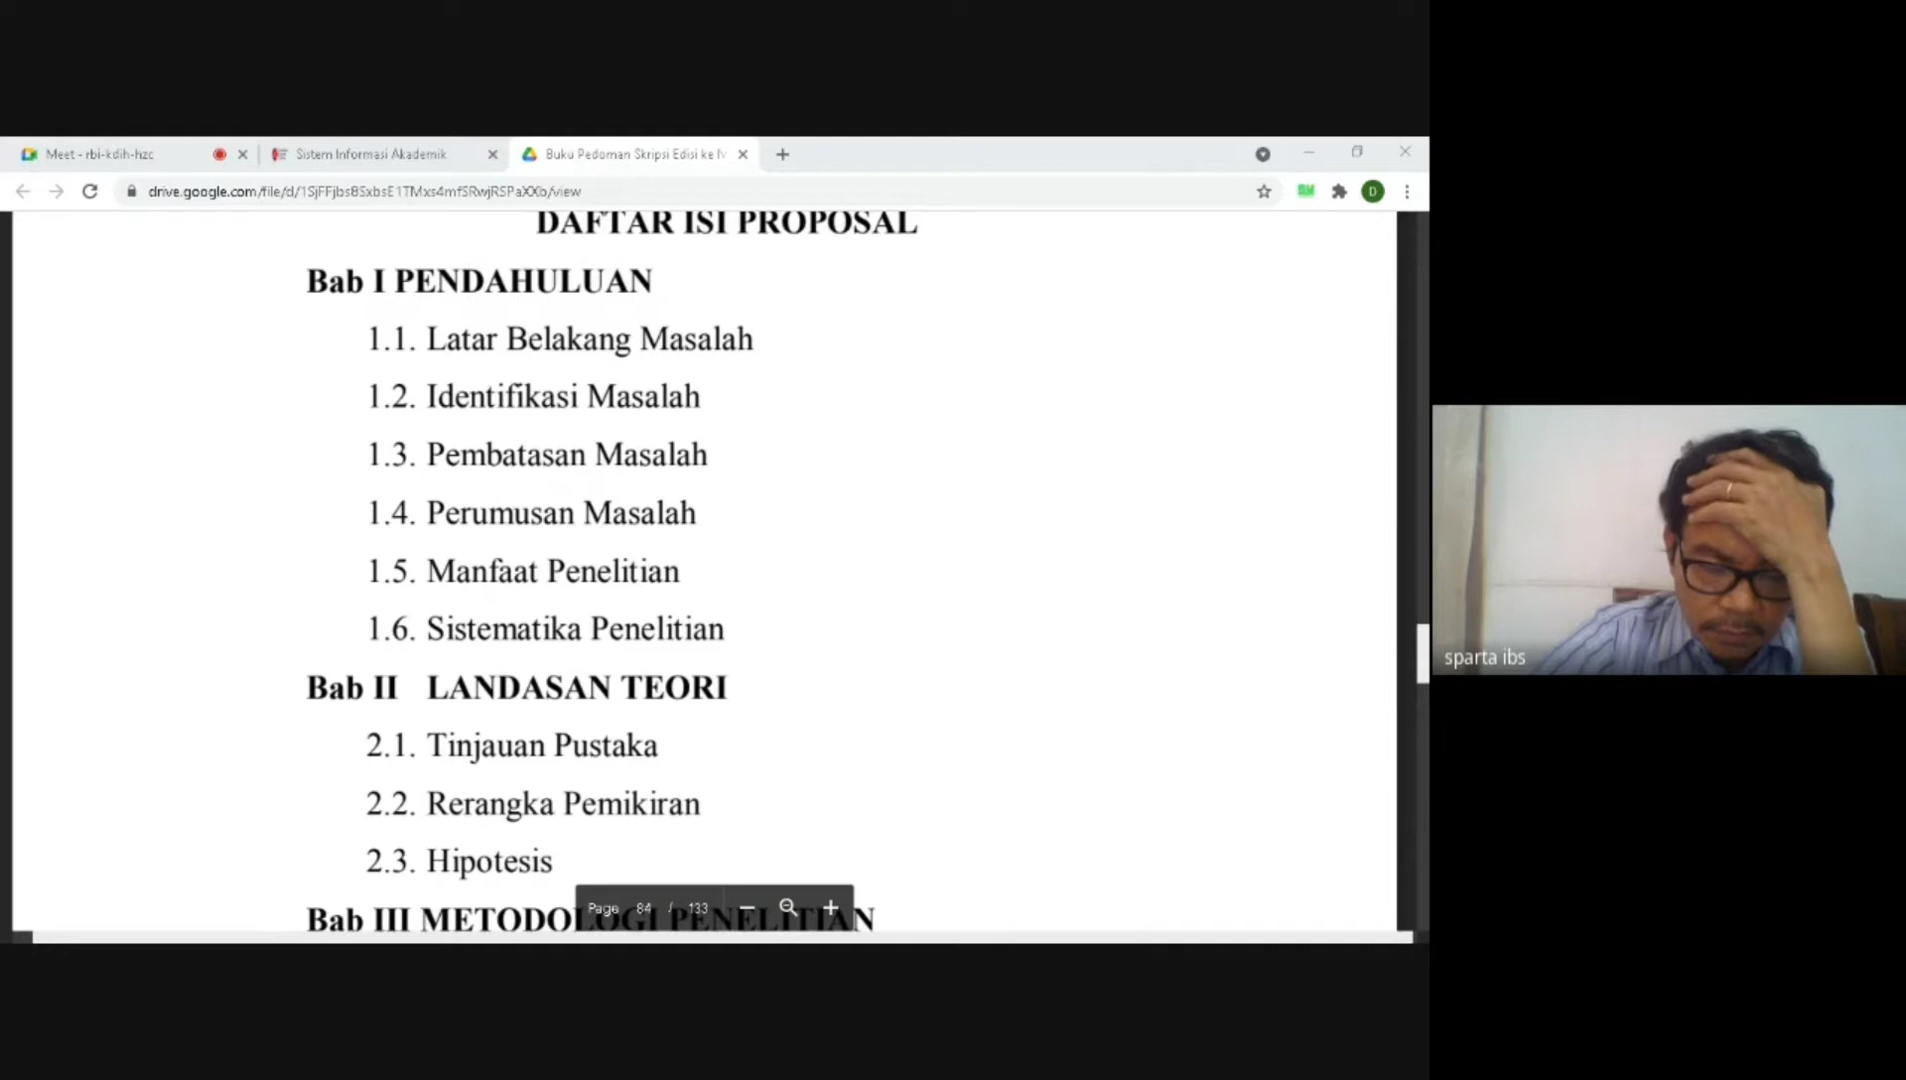 Meet - rbi-kdih-hzc
Sistem Informasi Akademik
Buku Pedoman Skripsi Edisi ke IV
drive.google.com/file/d/1SjFFjbs8SxbsE1TMxs4mfSRwjRSPaXXb/view
D
DAFTAR ISI PROPOSAL
Bab I PENDAHULUAN
1.1. Latar Belakang Masalah
1.2. Identifikasi Masalah
1.3. Pembatasan Masalah
1.4. Perumusan Masalah
1.5. Manfaat Penelitian
1.6. Sistematika Penelitian
Bab II LANDASAN TEORI
2.1. Tinjauan Pustaka
2.2. Rerangka Pemikiran
2.3. Hipotesis
Bab III METODOLOGI PENELITIAN
Page 84 / 133
sparta ibs